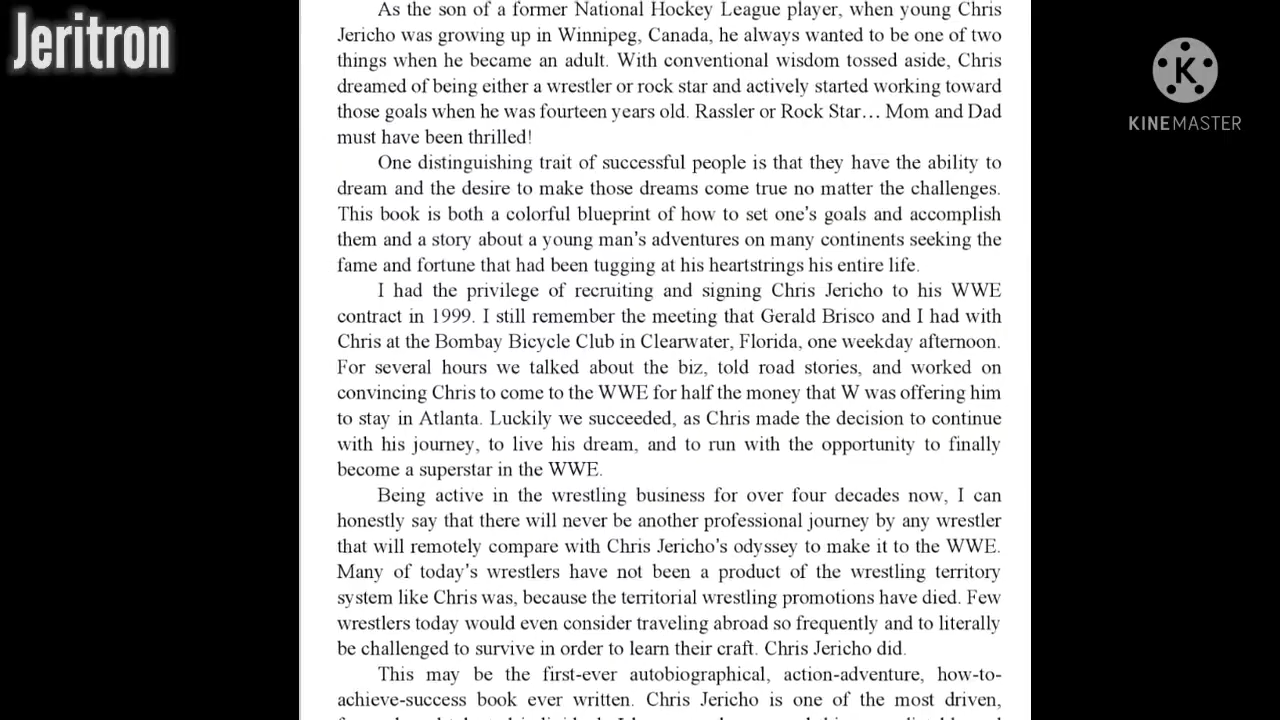 Jeritron
K
KINEMASTER
As the son of a former National Hockey League player, when young Chris
Jericho was growing up in Winnipeg, Canada, he always wanted to be one of two
things when he became an adult. With conventional wisdom tossed aside, Chris
dreamed of being either a wrestler or rock star and actively started working toward
those goals when he was fourteen years old. Rassler or Rock Star… Mom and Dad
must have been thrilled!
One distinguishing trait of successful people is that they have the ability to
dream and the desire to make those dreams come true no matter the challenges.
This book is both a colorful blueprint of how to set one's goals and accomplish
them and a story about a young man's adventures on many continents seeking the
fame and fortune that had been tugging at his heartstrings his entire life.
I had the privilege of recruiting and signing Chris Jericho to his WWE
contract in 1999. I still remember the meeting that Gerald Brisco and I had with
Chris at the Bombay Bicycle Club in Clearwater, Florida, one weekday afternoon.
For several hours we talked about the biz, told road stories, and worked on
convincing Chris to come to the WWE for half the money that W was offering him
to stay in Atlanta. Luckily we succeeded, as Chris made the decision to continue
with his journey, to live his dream, and to run with the opportunity to finally
become a superstar in the WWE.
Being active in the wrestling business for over four decades now, I can
honestly say that there will never be another professional journey by any wrestler
that will remotely compare with Chris Jericho's odyssey to make it to the WWE.
Many of today's wrestlers have not been a product of the wrestling territory
system like Chris was, because the territorial wrestling promotions have died. Few
wrestlers today would even consider traveling abroad so frequently and to literally
be challenged to survive in order to learn their craft. Chris Jericho did.
This may be the first-ever autobiographical, action-adventure, how-to-
achieve-success book ever written. Chris Jericho is one of the most driven,